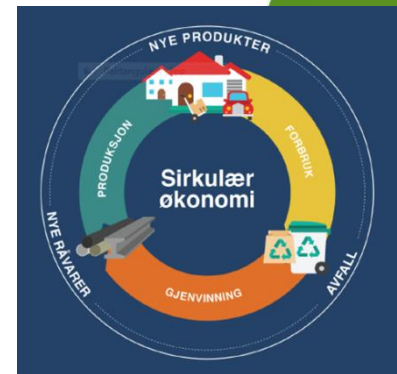 NYE PRODUKTER
PRODUKSJON
FORBRUK
Sirkulær
økonomi
NYE RÅVARER
AVFALL
GJENVINNING